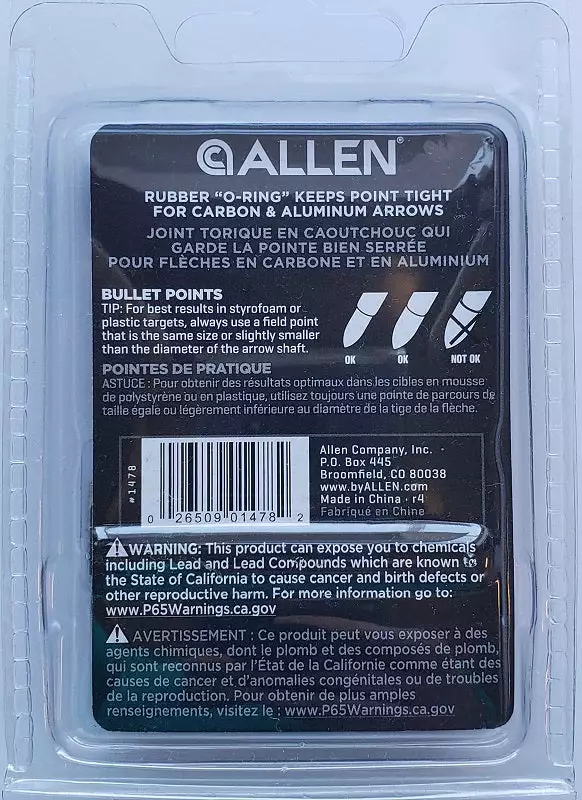 ALLEN®
RUBBER “O-RING” KEEPS POINT TIGHT
FOR CARBON & ALUMINUM ARROWS
JOINT TORIQUE EN CAOUTCHOUC QUI
GARDE LA POINTE BIEN SERRÉE
POUR FLÈCHES EN CARBONE ET EN ALUMINIUM
BULLET POINTS
TIP: For best results in styrofoam or
plastic targets, always use a field point
that is the same size or slightly smaller
than the diameter of the arrow shaft.
OK OK NOT OK
POINTES DE PRATIQUE
ASTUCE : Pour obtenir des résultats optimaux dans les cibles en mousse
de polystyrène ou en plastique, utilisez toujours une pointe de parcours de
taille égale ou légèrement inférieure au diamètre de la tige de la flèche.
#1478
0 26509 01478 2
Allen Company, Inc. -
P.O. Box 445
Broomfield, CO 80038
www.byALLEN.com
Made in China · r4
Fabriqué en Chine
WARNING: This product can expose you to chemicals
including Lead and Lead Compounds which are known to
the State of California to cause cancer and birth defects or
other reproductive harm. For more information go to:
www.P65Warnings.ca.gov
AVERTISSEMENT : Ce produit peut vous exposer à des
agents chimiques, dont le plomb et des composés de plomb,
qui sont reconnus par l'État de la Californie comme étant des
causes de cancer et d'anomalies congénitales ou de troubles
de la reproduction. Pour obtenir de plus amples
renseignements, visitez le : www.P65Warnings.ca.gov